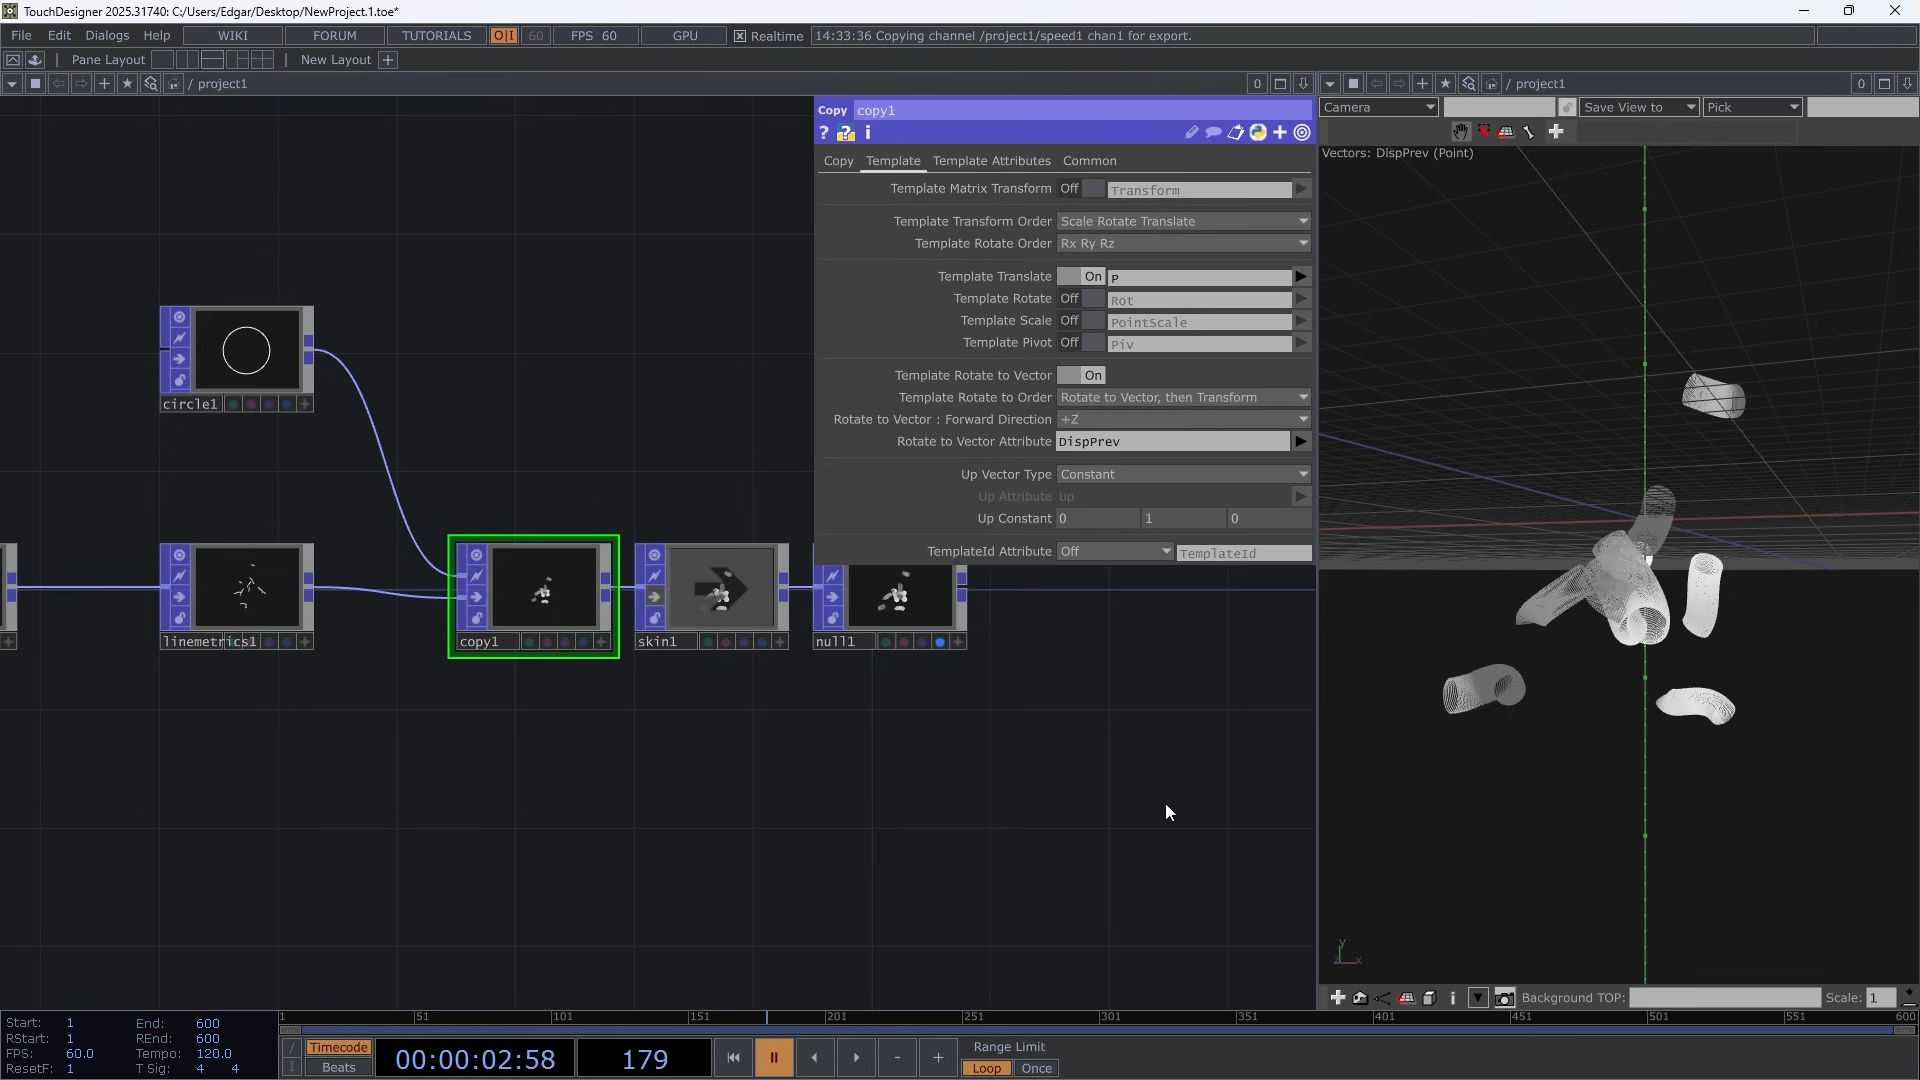 TouchDesigner 2025.31740: C:/Users/Edgar/Desktop/NewProject.1.toe*
File Edit Dialogs Help WIKI FORUM TUTORIALS O|I 60 FPS 60 GPU Realtime 14:33:36 Copying channel /project1/speed1 chan1 for export.
Pane Layout New Layout +
/ project1 0
/ project1 0
Camera Save View to Pick
Vectors: DispPrev (Point)
Copy copy1
? ? i
Copy Template Template Attributes Common
Template Matrix Transform Off Transform
Template Transform Order Scale Rotate Translate
Template Rotate Order Rx Ry Rz
Template Translate On P
Template Rotate Off Rot
Template Scale Off PointScale
Template Pivot Off Piv
Template Rotate to Vector On
Template Rotate to Order Rotate to Vector, then Transform
Rotate to Vector : Forward Direction +Z
Rotate to Vector Attribute DispPrev
Up Vector Type Constant
Up Attribute Up
Up Constant 0 1 0
TemplateId Attribute Off TemplateId
circle1
linemetrics1
copy1
skin1
null1
y
x
Background TOP: Scale: 1
1 51 101 151 201 251 301 351 401 451 501 551 600
Start: 1 End: 600
RStart: 1 REnd: 600
FPS: 60.0 Tempo: 120.0
ResetF: 1 T Sig: 4 4
Timecode
Beats
00:00:02:58
179
- +
Range Limit
Loop Once